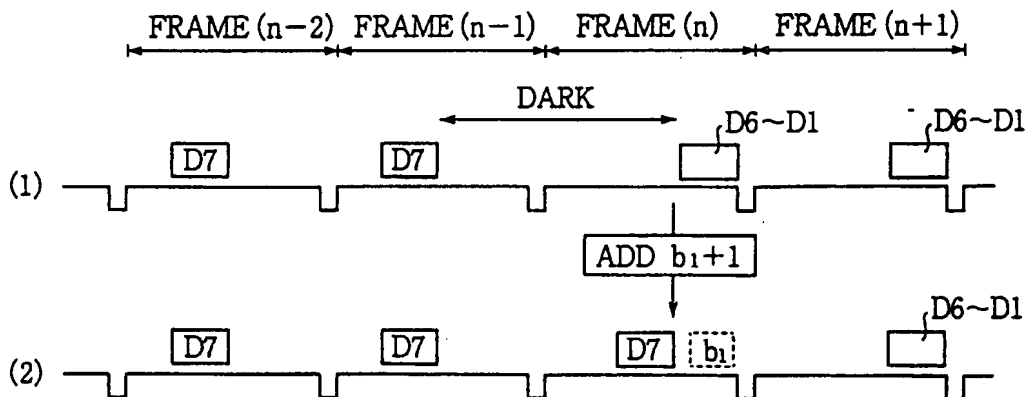 FRAME (n−2) FRAME (n−1) FRAME (n) FRAME (n+1)
DARK
D6~D1 D6~D1
(1) D7 D7
ADD b₁+1
D6~D1
(2) D7 D7 D7 b₁